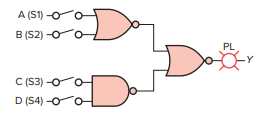 A (S1)
B (S2)
PL
Y
C (S3)
D (S4)